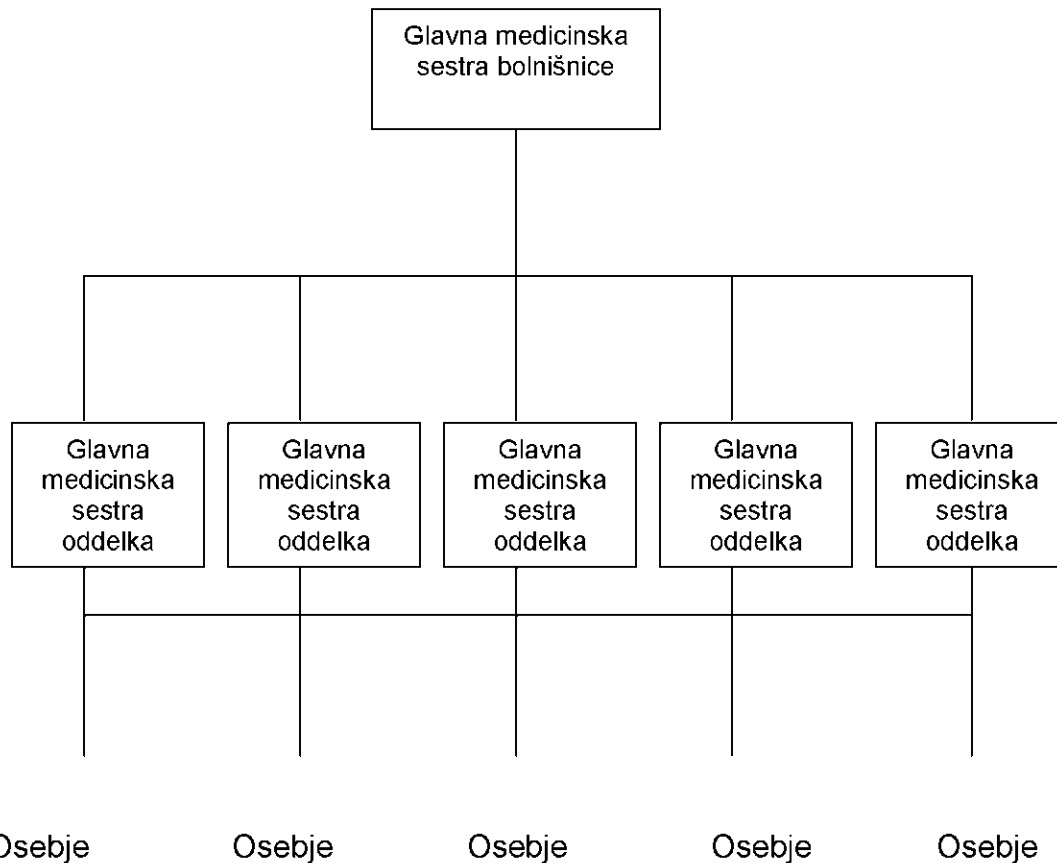 Glavna medicinska
sestra bolnišnice
Glavna
medicinska
sestra
oddelka
Glavna
medicinska
sestra
oddelka
Glavna
medicinska
sestra
oddelka
Glavna
medicinska
sestra
oddelka
Glavna
medicinska
sestra
oddelka
Osebje
Osebje
Osebje
Osebje
Osebje